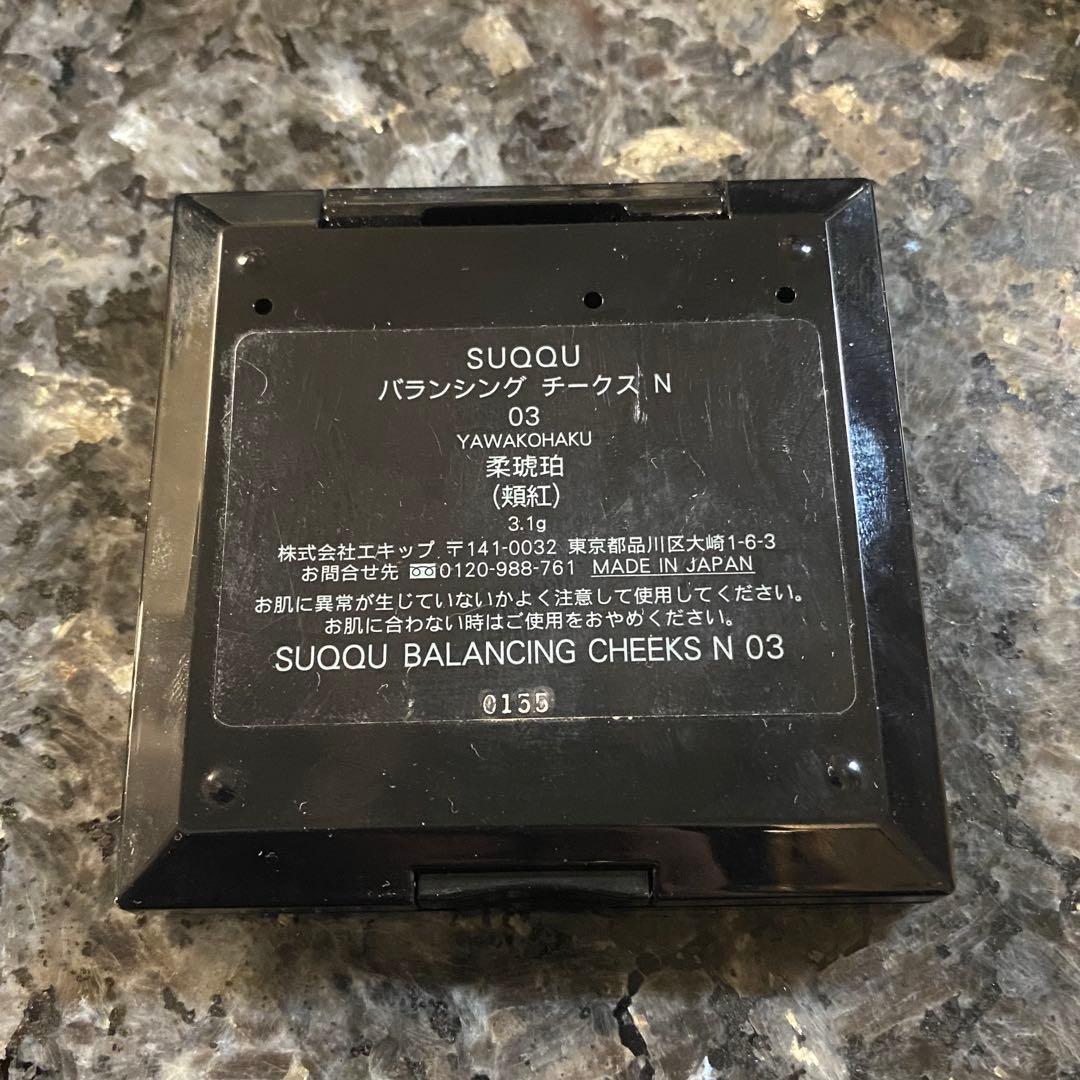 SUQQU
バランシング チークス N
03
YAWAKOHAKU
柔琥珀
(頬紅)
3.1g
株式会社エキップ 〒141-0032 東京都品川区大崎1-6-3
お問合せ先 0120-988-761 MADE IN JAPAN
お肌に異常が生じていないかよく注意して使用してください。
お肌に合わない時はご使用をおやめください。
SUQQU BALANCING CHEEKS N 03
0135